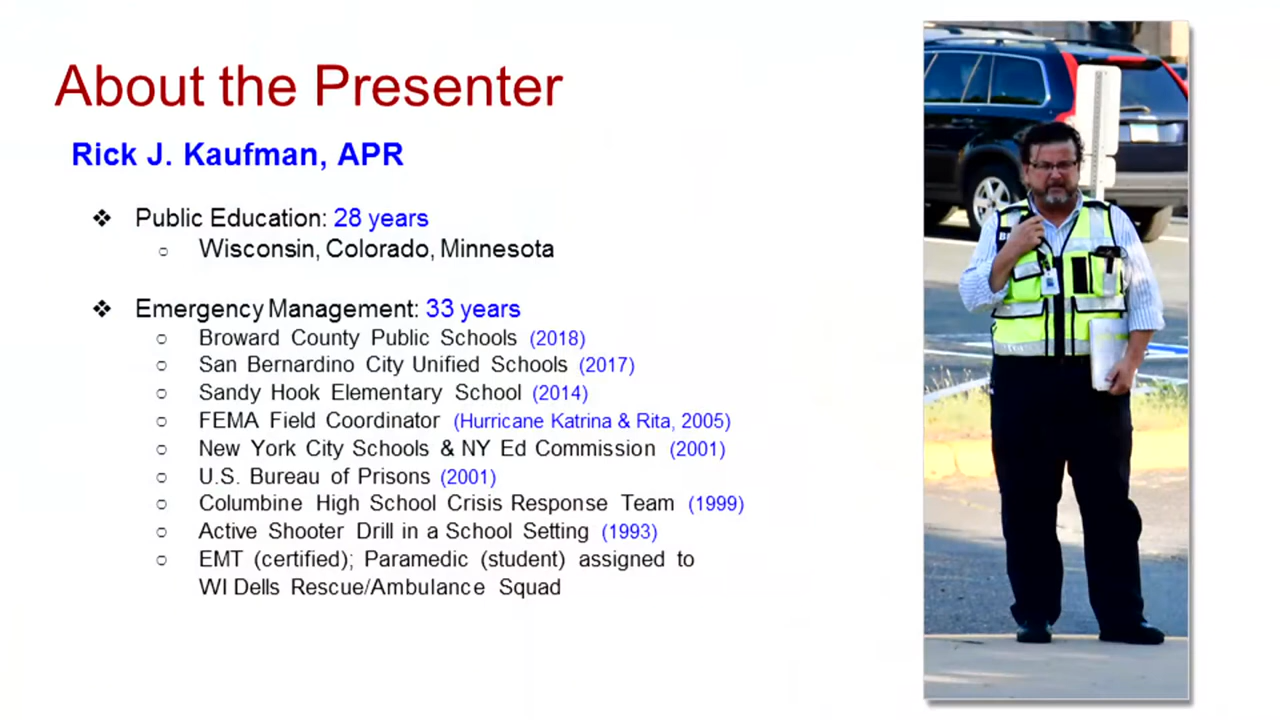 About the Presenter
Rick J. Kaufman, APR
❖ Public Education: 28 years
○ Wisconsin, Colorado, Minnesota
❖ Emergency Management: 33 years
○ Broward County Public Schools (2018)
○ San Bernardino City Unified Schools (2017)
○ Sandy Hook Elementary School (2014)
○ FEMA Field Coordinator (Hurricane Katrina & Rita, 2005)
○ New York City Schools & NY Ed Commission (2001)
○ U.S. Bureau of Prisons (2001)
○ Columbine High School Crisis Response Team (1999)
○ Active Shooter Drill in a School Setting (1993)
○ EMT (certified); Paramedic (student) assigned to
WI Dells Rescue/Ambulance Squad